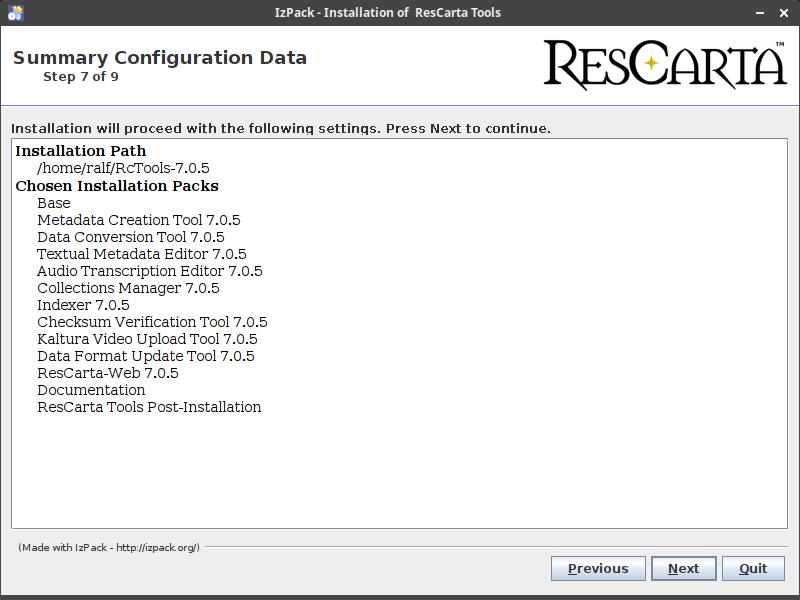 IzPack - Installation of ResCarta Tools
Summary Configuration Data
Step 7 of 9
RESCARTA™
Installation will proceed with the following settings. Press Next to continue.
Installation Path
/home/ralf/RcTools-7.0.5
Chosen Installation Packs
Base
Metadata Creation Tool 7.0.5
Data Conversion Tool 7.0.5
Textual Metadata Editor 7.0.5
Audio Transcription Editor 7.0.5
Collections Manager 7.0.5
Indexer 7.0.5
Checksum Verification Tool 7.0.5
Kaltura Video Upload Tool 7.0.5
Data Format Update Tool 7.0.5
ResCarta-Web 7.0.5
Documentation
ResCarta Tools Post-Installation
(Made with IzPack - http://izpack.org/)
Previous Next Quit